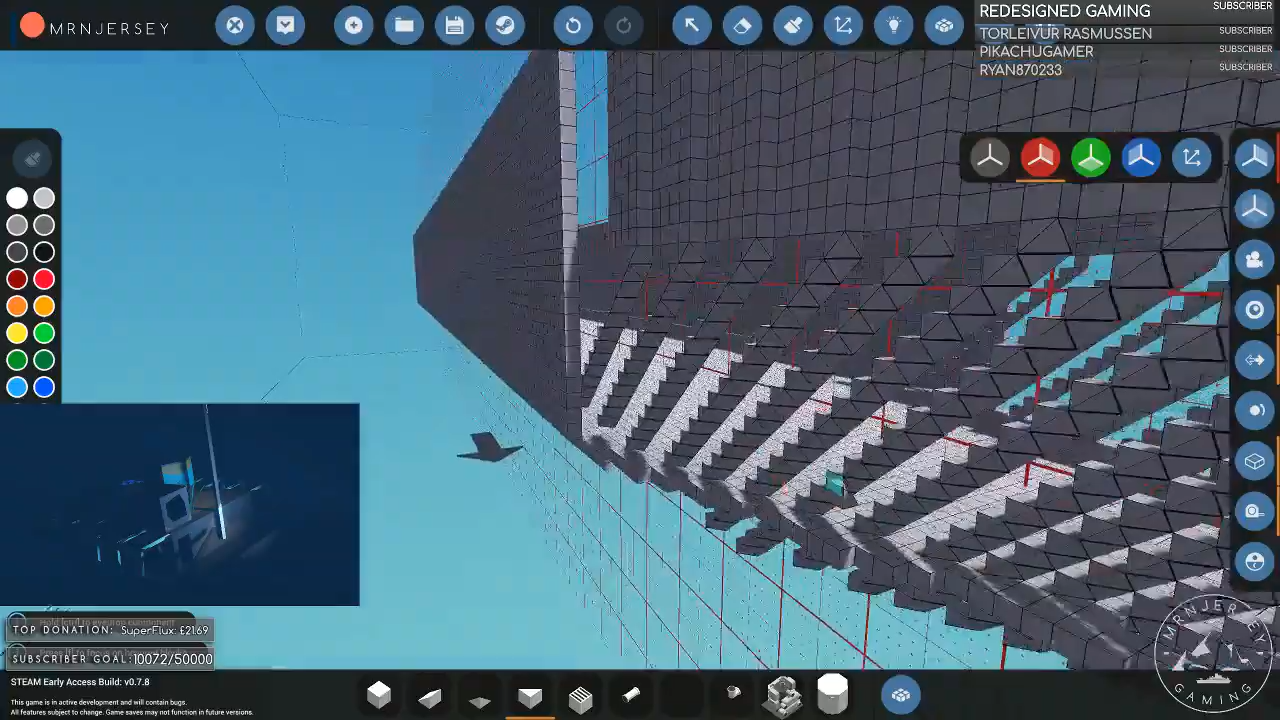 MRNJERSEY
REDESIGNED GAMING SUBSCRIBER
TORLEIVUR RASMUSSEN SUBSCRIBER
PIKACHUGAMER SUBSCRIBER
RYAN870233 SUBSCRIBER
TOP DONATION: SuperFlux: £21.69
SUBSCRIBER GOAL: 10072/50000
STEAM Early Access Build: v0.7.8
This game is in active development and will contain bugs.
All features subject to change. Game saves may not function in future versions.
MRNJERSEY
GAMING